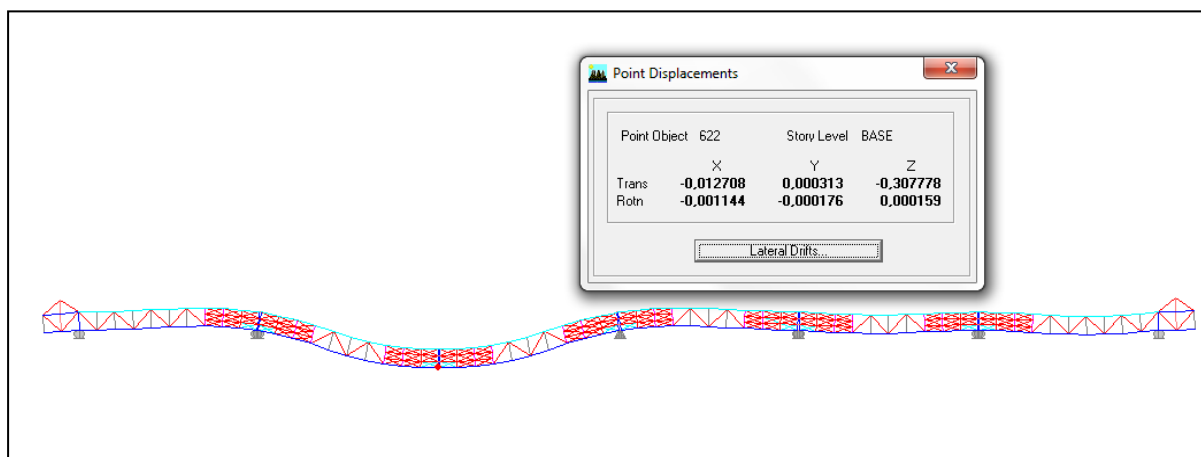 Point Displacements
Point Object 622 Story Level BASE
X Y Z
Trans -0,012708 0,000313 -0,307778
Rotn -0,001144 -0,000176 0,000159
Lateral Drifts...